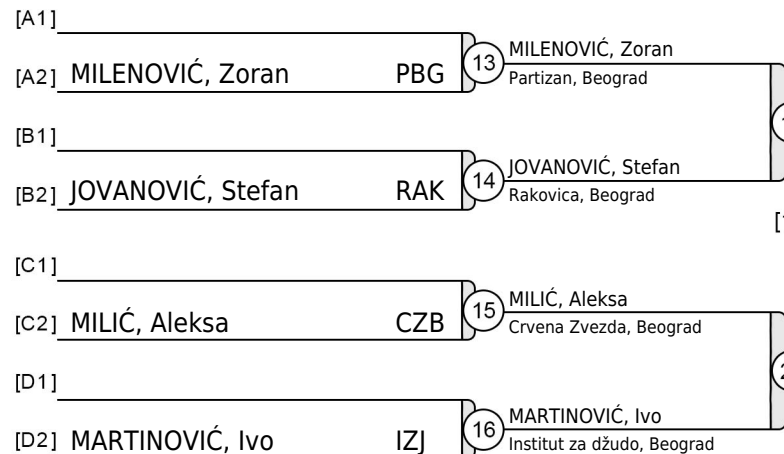 [A1]
[A2] MILENOVIĆ, Zoran PBG
13
MILENOVIĆ, Zoran
Partizan, Beograd
[B1]
[B2] JOVANOVIĆ, Stefan RAK
14
JOVANOVIĆ, Stefan
Rakovica, Beograd
[C1]
[C2] MILIĆ, Aleksa CZB
15
MILIĆ, Aleksa
Crvena Zvezda, Beograd
[D1]
[D2] MARTINOVIĆ, Ivo IZJ
16
MARTINOVIĆ, Ivo
Institut za džudo, Beograd